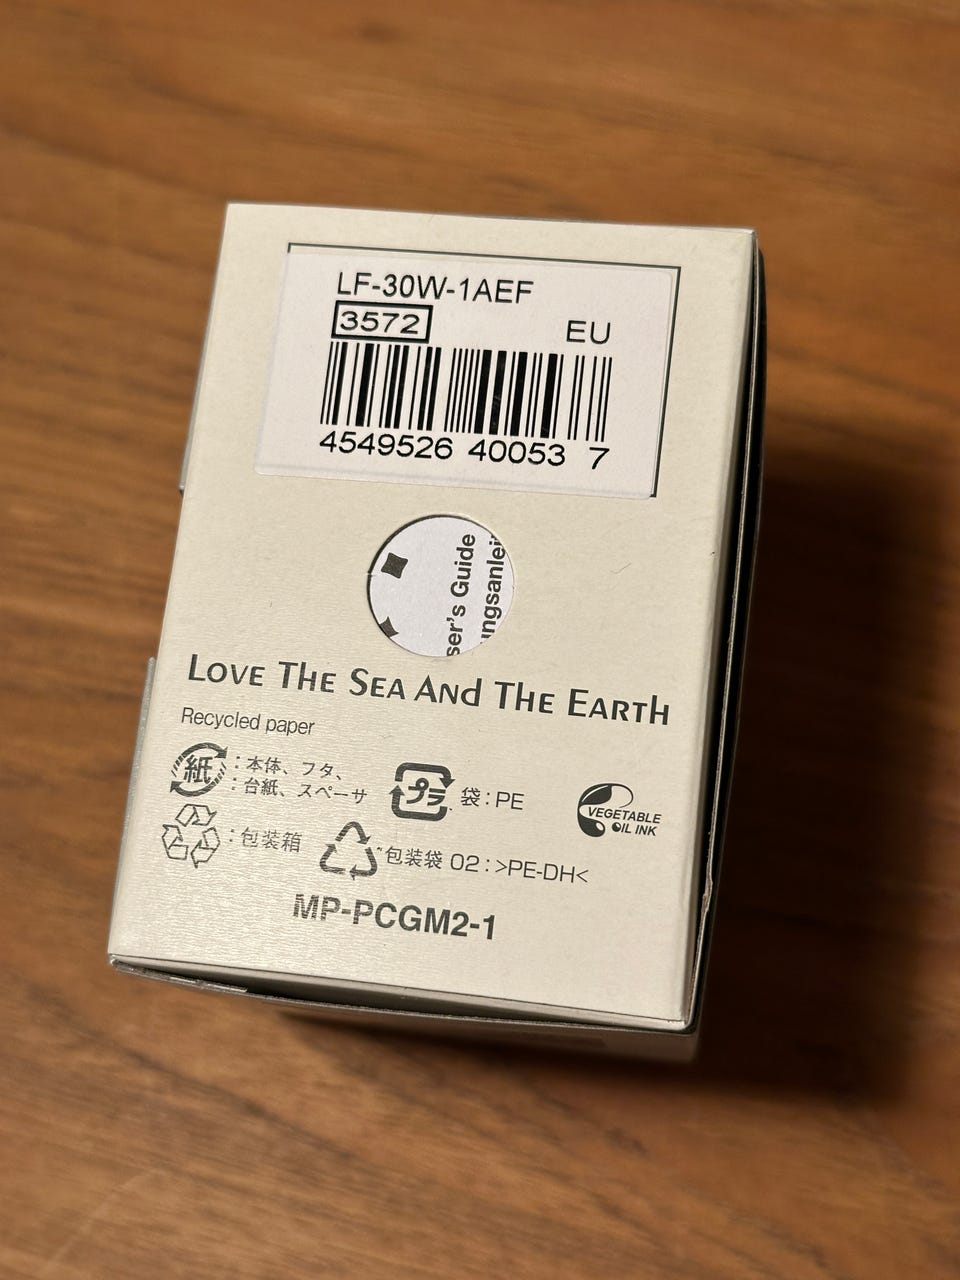 LF-30W-1AEF
3572
EU
4549526 40053 7
ser's Guide
ungsanlei
LOVE THE SEA AND THE EARTH
Recycled paper
紙 :本体、フタ、
:台紙、スペーサ
プラ 袋:PE
VEGETABLE
OIL INK
:包装箱
包装袋 02:>PE-DH<
MP-PCGM2-1